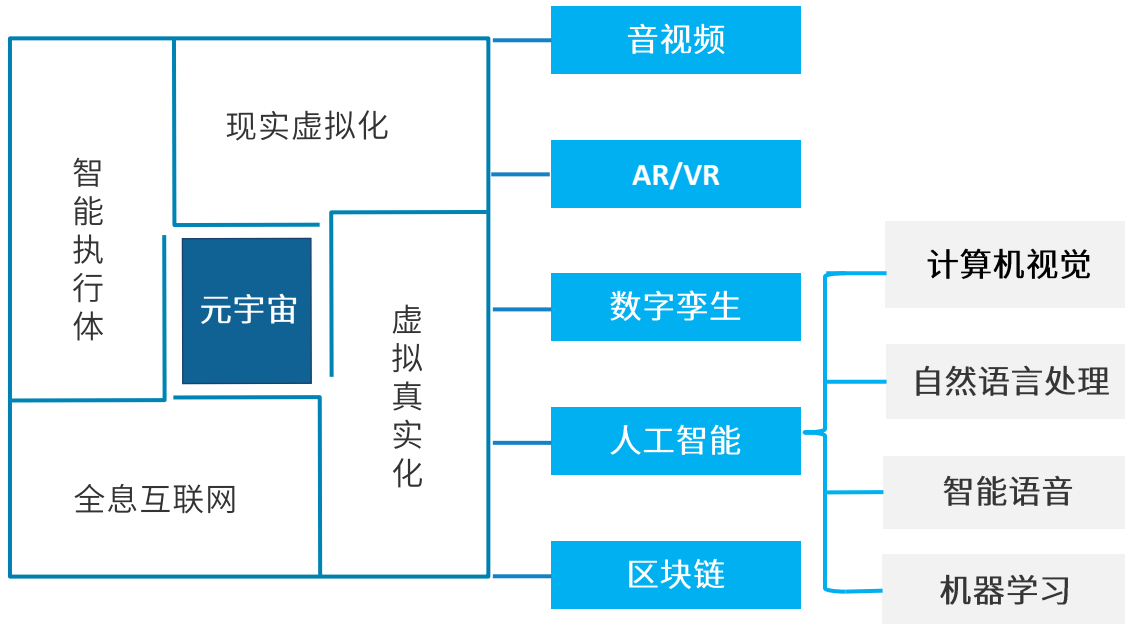 现实虚拟化
智能执行体
元宇宙
虚拟真实化
全息互联网
音视频
AR/VR
数字孪生
人工智能
区块链
计算机视觉
自然语言处理
智能语音
机器学习